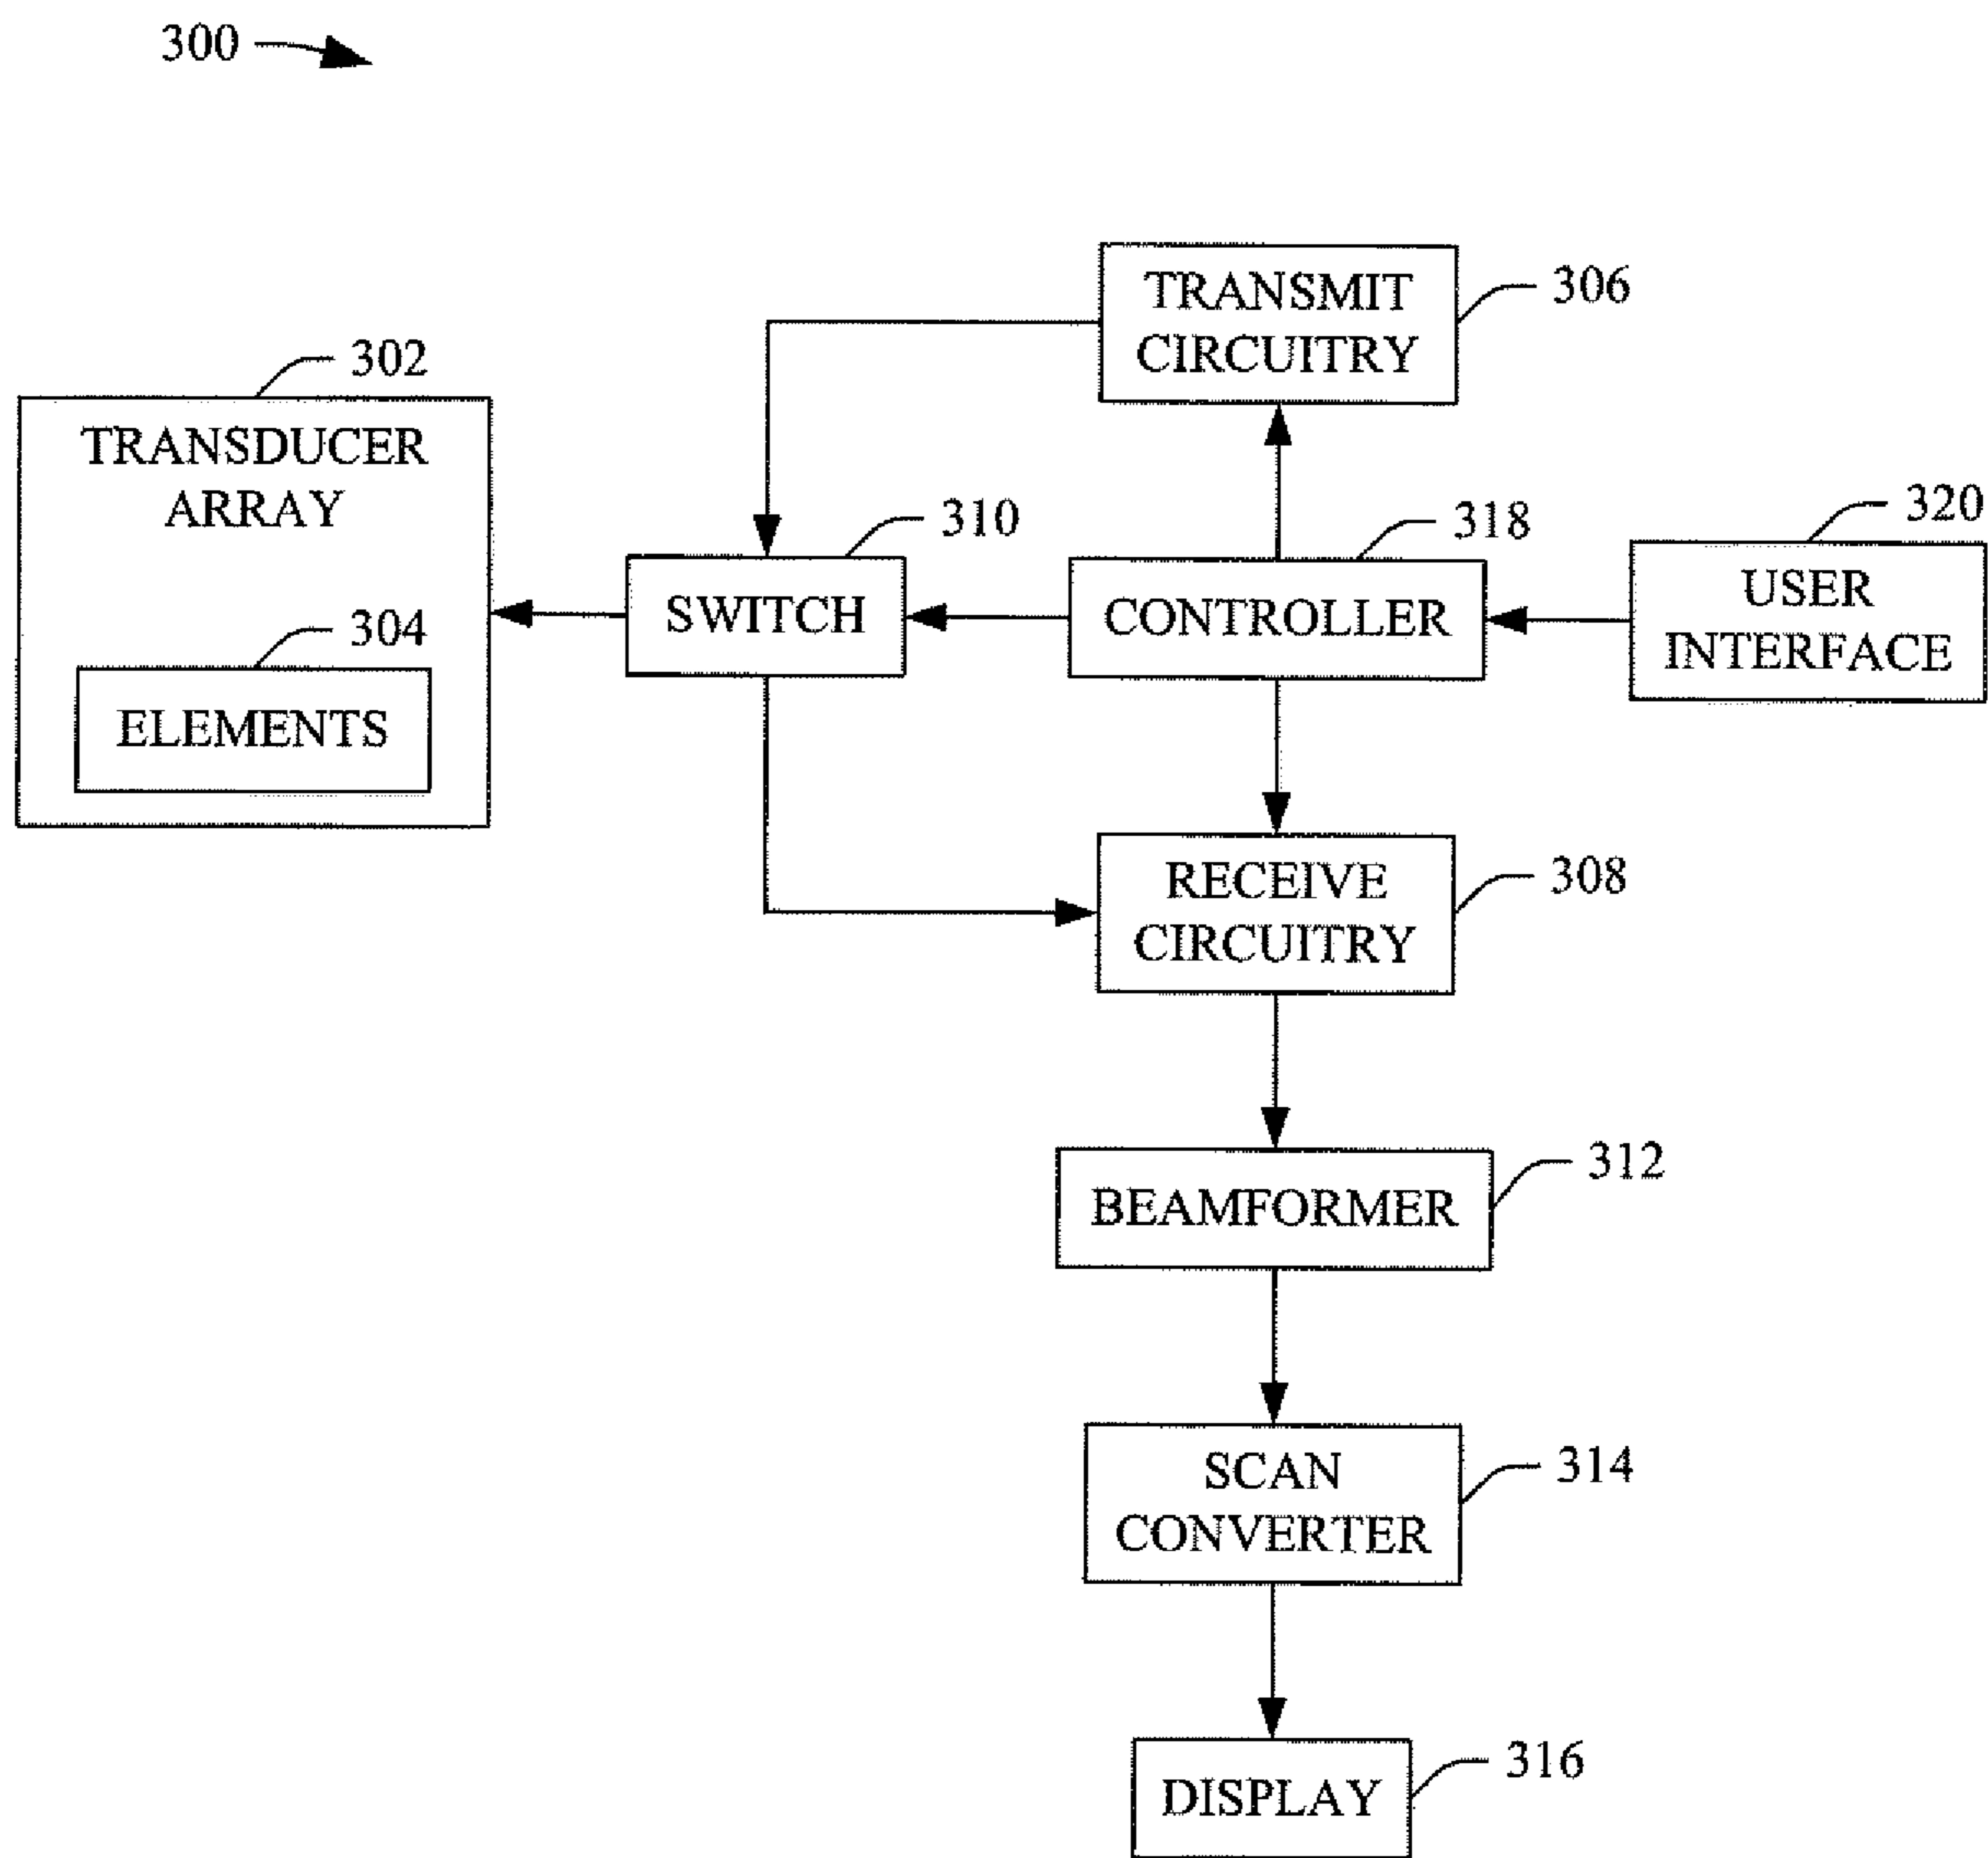 300
TRANSMIT
CIRCUITRY
306
302
TRANSDUCER
ARRAY
304
ELEMENTS
310
SWITCH
318
CONTROLLER
320
USER
INTERFACE
RECEIVE
CIRCUITRY
308
BEAMFORMER
312
SCAN
CONVERTER
314
DISPLAY
316